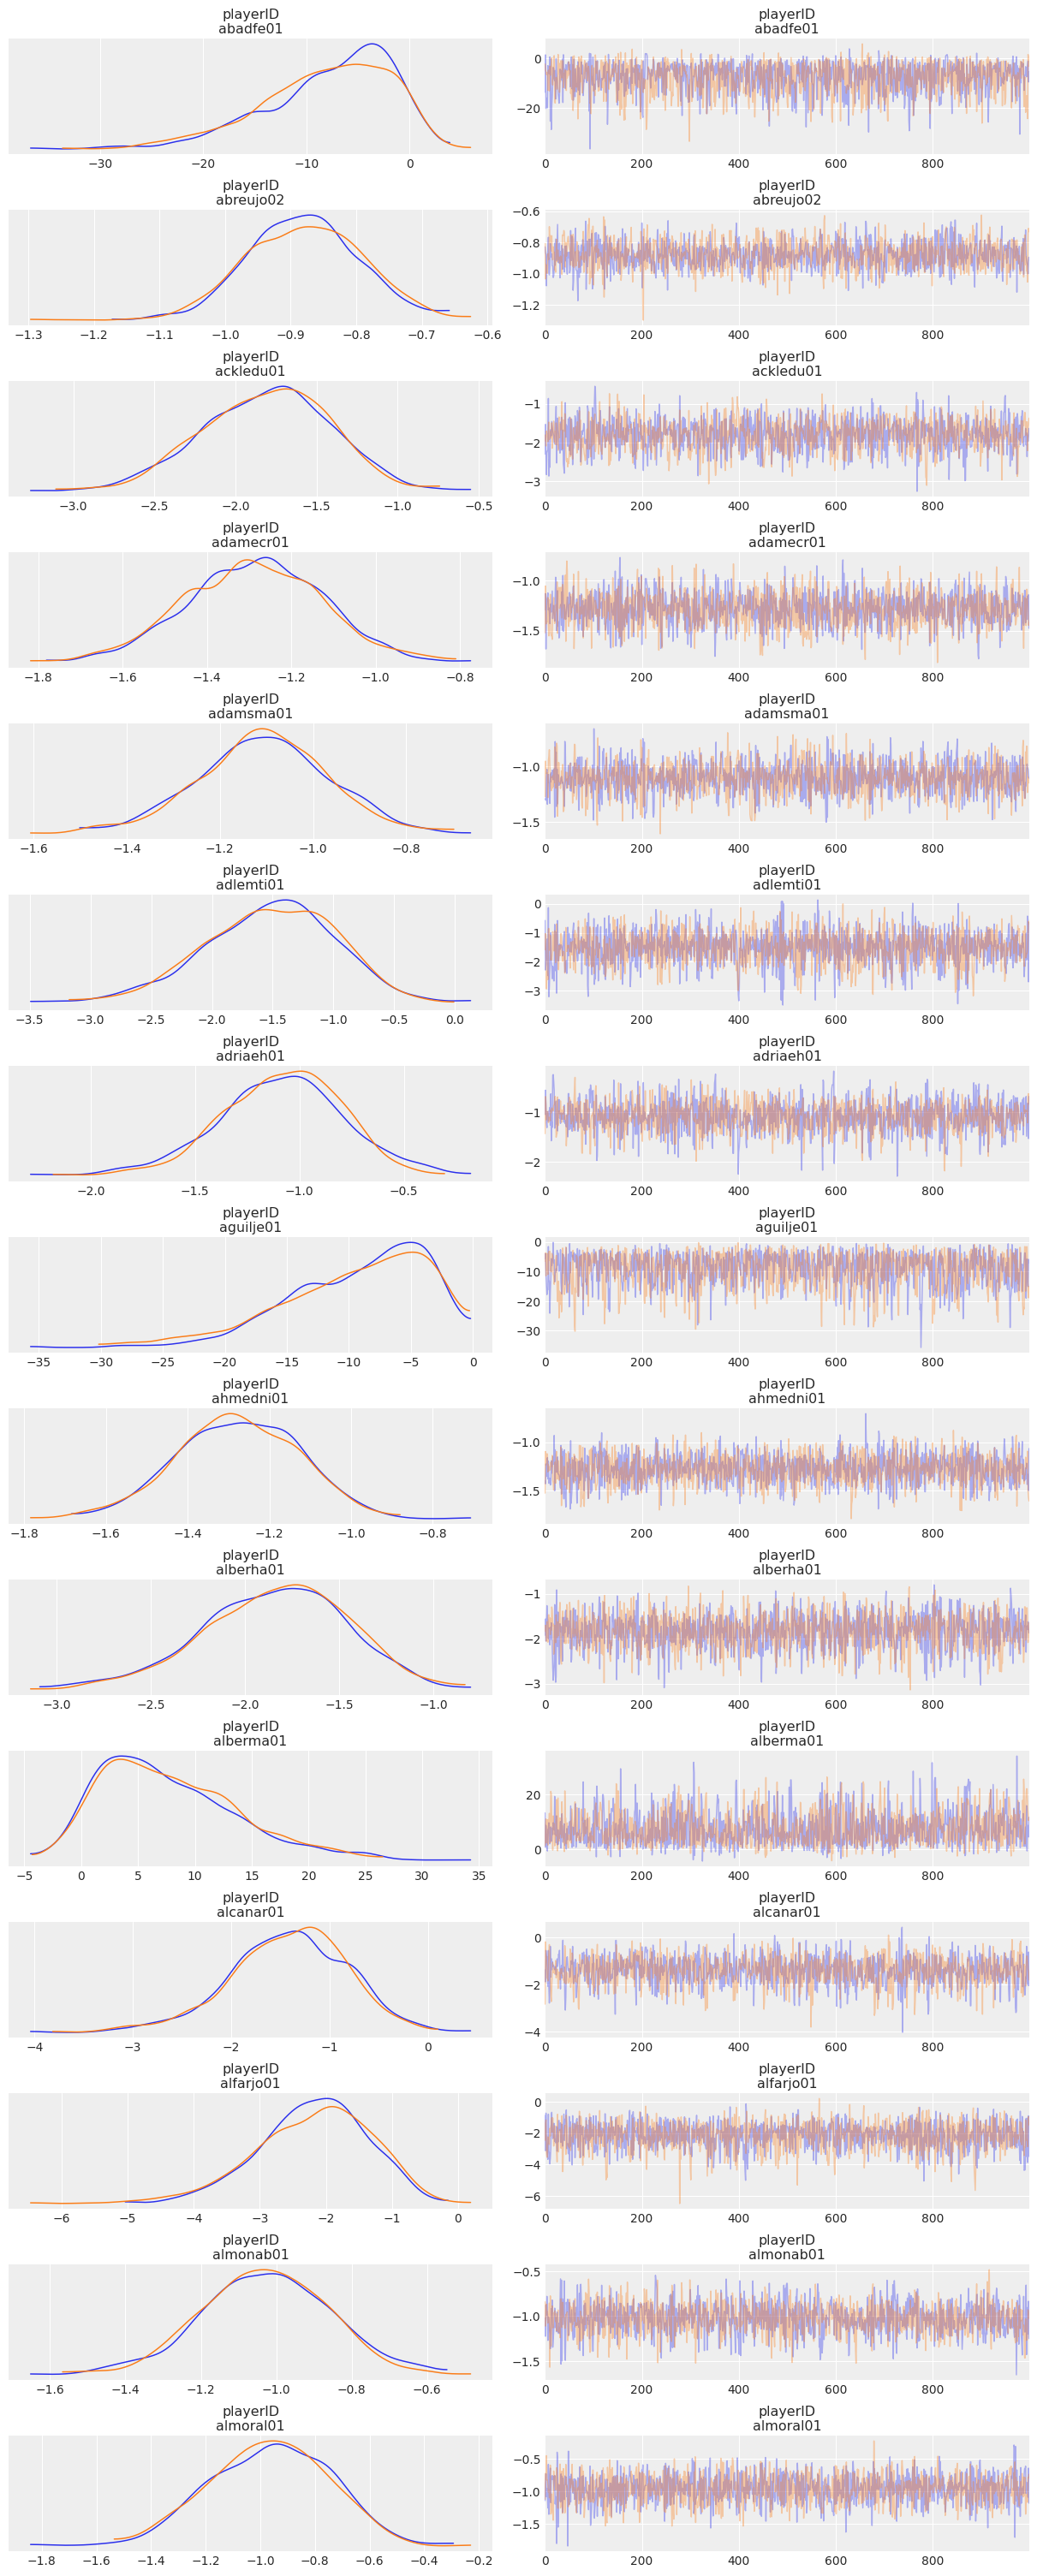 playerID
abadfe01
−30 −20 −10 0
playerID
abadfe01
0
−20
0 200 400 600 800
playerID
abreujo02
−1.3 −1.2 −1.1 −1.0 −0.9 −0.8 −0.7 −0.6
playerID
abreujo02
−0.6
−0.8
−1.0
−1.2
0 200 400 600 800
playerID
ackledu01
−3.0 −2.5 −2.0 −1.5 −1.0 −0.5
playerID
ackledu01
−1
−2
−3
0 200 400 600 800
playerID
adamecr01
−1.8 −1.6 −1.4 −1.2 −1.0 −0.8
playerID
adamecr01
−1.0
−1.5
0 200 400 600 800
playerID
adamsma01
−1.6 −1.4 −1.2 −1.0 −0.8
playerID
adamsma01
−1.0
−1.5
0 200 400 600 800
playerID
adlemti01
−3.5 −3.0 −2.5 −2.0 −1.5 −1.0 −0.5 0.0
playerID
adlemti01
0
−1
−2
−3
0 200 400 600 800
playerID
adriaeh01
−2.0 −1.5 −1.0 −0.5
playerID
adriaeh01
−1
−2
0 200 400 600 800
playerID
aguilje01
−35 −30 −25 −20 −15 −10 −5 0
playerID
aguilje01
0
−10
−20
−30
0 200 400 600 800
playerID
ahmedni01
−1.8 −1.6 −1.4 −1.2 −1.0 −0.8
playerID
ahmedni01
−1.0
−1.5
0 200 400 600 800
playerID
alberha01
−3.0 −2.5 −2.0 −1.5 −1.0
playerID
alberha01
−1
−2
−3
0 200 400 600 800
playerID
alberma01
−5 0 5 10 15 20 25 30 35
playerID
alberma01
20
0
0 200 400 600 800
playerID
alcanar01
−4 −3 −2 −1 0
playerID
alcanar01
0
−2
−4
0 200 400 600 800
playerID
alfarjo01
−6 −5 −4 −3 −2 −1 0
playerID
alfarjo01
0
−2
−4
−6
0 200 400 600 800
playerID
almonab01
−1.6 −1.4 −1.2 −1.0 −0.8 −0.6
playerID
almonab01
−0.5
−1.0
−1.5
0 200 400 600 800
playerID
almoral01
−1.8 −1.6 −1.4 −1.2 −1.0 −0.8 −0.6 −0.4 −0.2
playerID
almoral01
−0.5
−1.0
−1.5
0 200 400 600 800